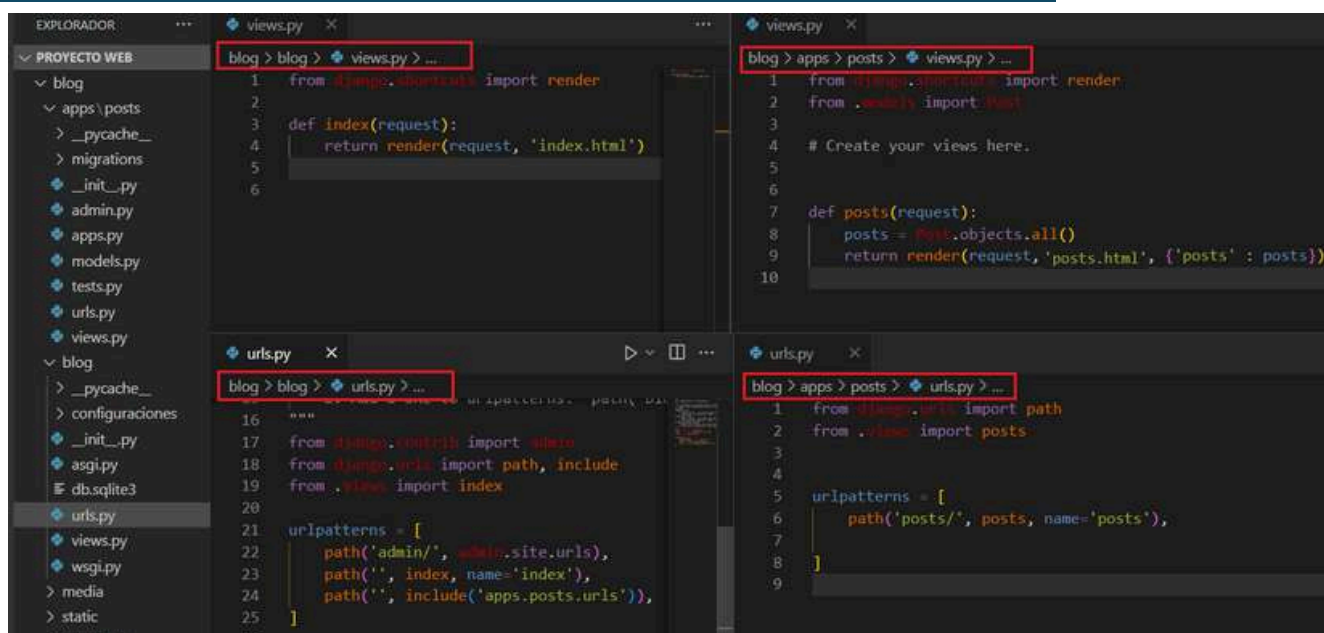 EXPLORADOR ...
PROYECTO WEB
blog
apps\posts
__pycache__
migrations
__init__.py
admin.py
apps.py
models.py
tests.py
urls.py
views.py
blog
__pycache__
configuraciones
__init__.py
asgi.py
db.sqlite3
urls.py
views.py
wsgi.py
media
static
views.py ...
blog > blog > views.py > ...
1 from django.shortcuts import render
2
3 def index(request):
4 return render(request, 'index.html')
5
6
views.py
blog > apps > posts > views.py > ...
1 from django.shortcuts import render
2 from .models import Post
3
4 # Create your views here.
5
6
7 def posts(request):
8 posts = Post.objects.all()
9 return render(request, 'posts.html', {'posts' : posts})
10
urls.py ...
blog > blog > urls.py > ...
16 """
17 from django.contrib import admin
18 from django.urls import path, include
19 from .views import index
20
21 urlpatterns = [
22 path('admin/', admin.site.urls),
23 path('', index, name='index'),
24 path('', include('apps.posts.urls')),
25 ]
urls.py
blog > apps > posts > urls.py > ...
1 from django.urls import path
2 from .views import posts
3
4
5 urlpatterns = [
6 path('posts/', posts, name='posts'),
7
8 ]
9